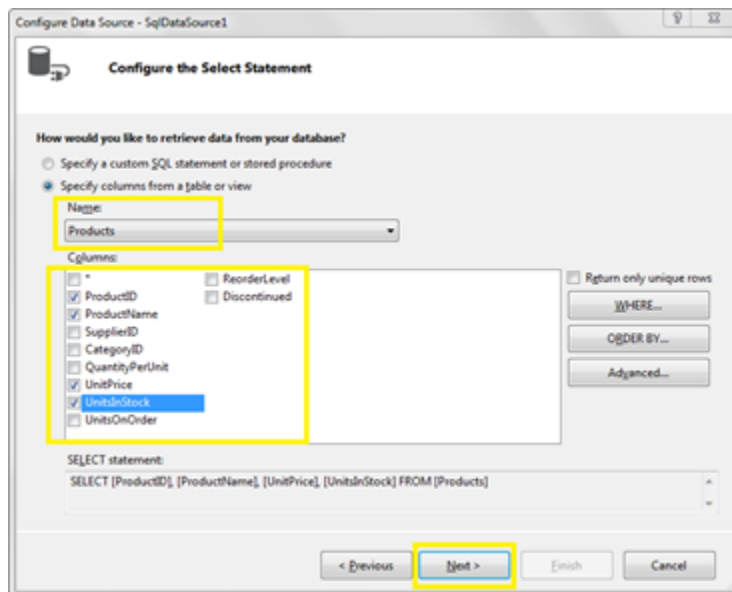 Configure Data Source - SqlDataSource1
Configure the Select Statement
How would you like to retrieve data from your database?
Specify a custom SQL statement or stored procedure
Specify columns from a table or view
Name:
Products
Columns:
*
ProductID
ProductName
SupplierID
CategoryID
QuantityPerUnit
UnitPrice
UnitsInStock
UnitsOnOrder
ReorderLevel
Discontinued
Return only unique rows
WHERE...
ORDER BY...
Advanced...
SELECT statement:
SELECT [ProductID], [ProductName], [UnitPrice], [UnitsInStock] FROM [Products]
< Previous
Next >
Finish
Cancel